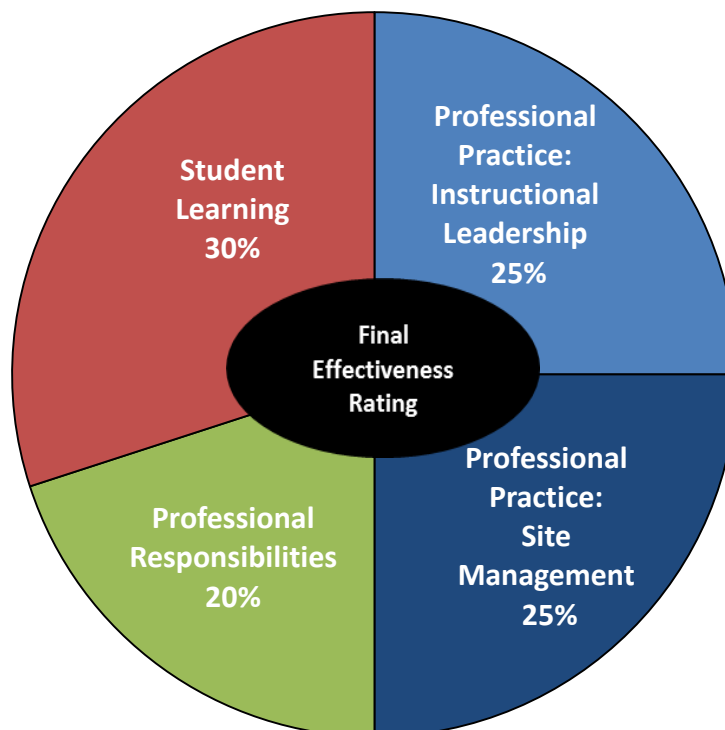 Professional
Practice:
Instructional
Leadership
25%
Student
Learning
30%
Final
Effectiveness
Rating
Professional
Practice:
Site
Management
25%
Professional
Responsibilities
20%